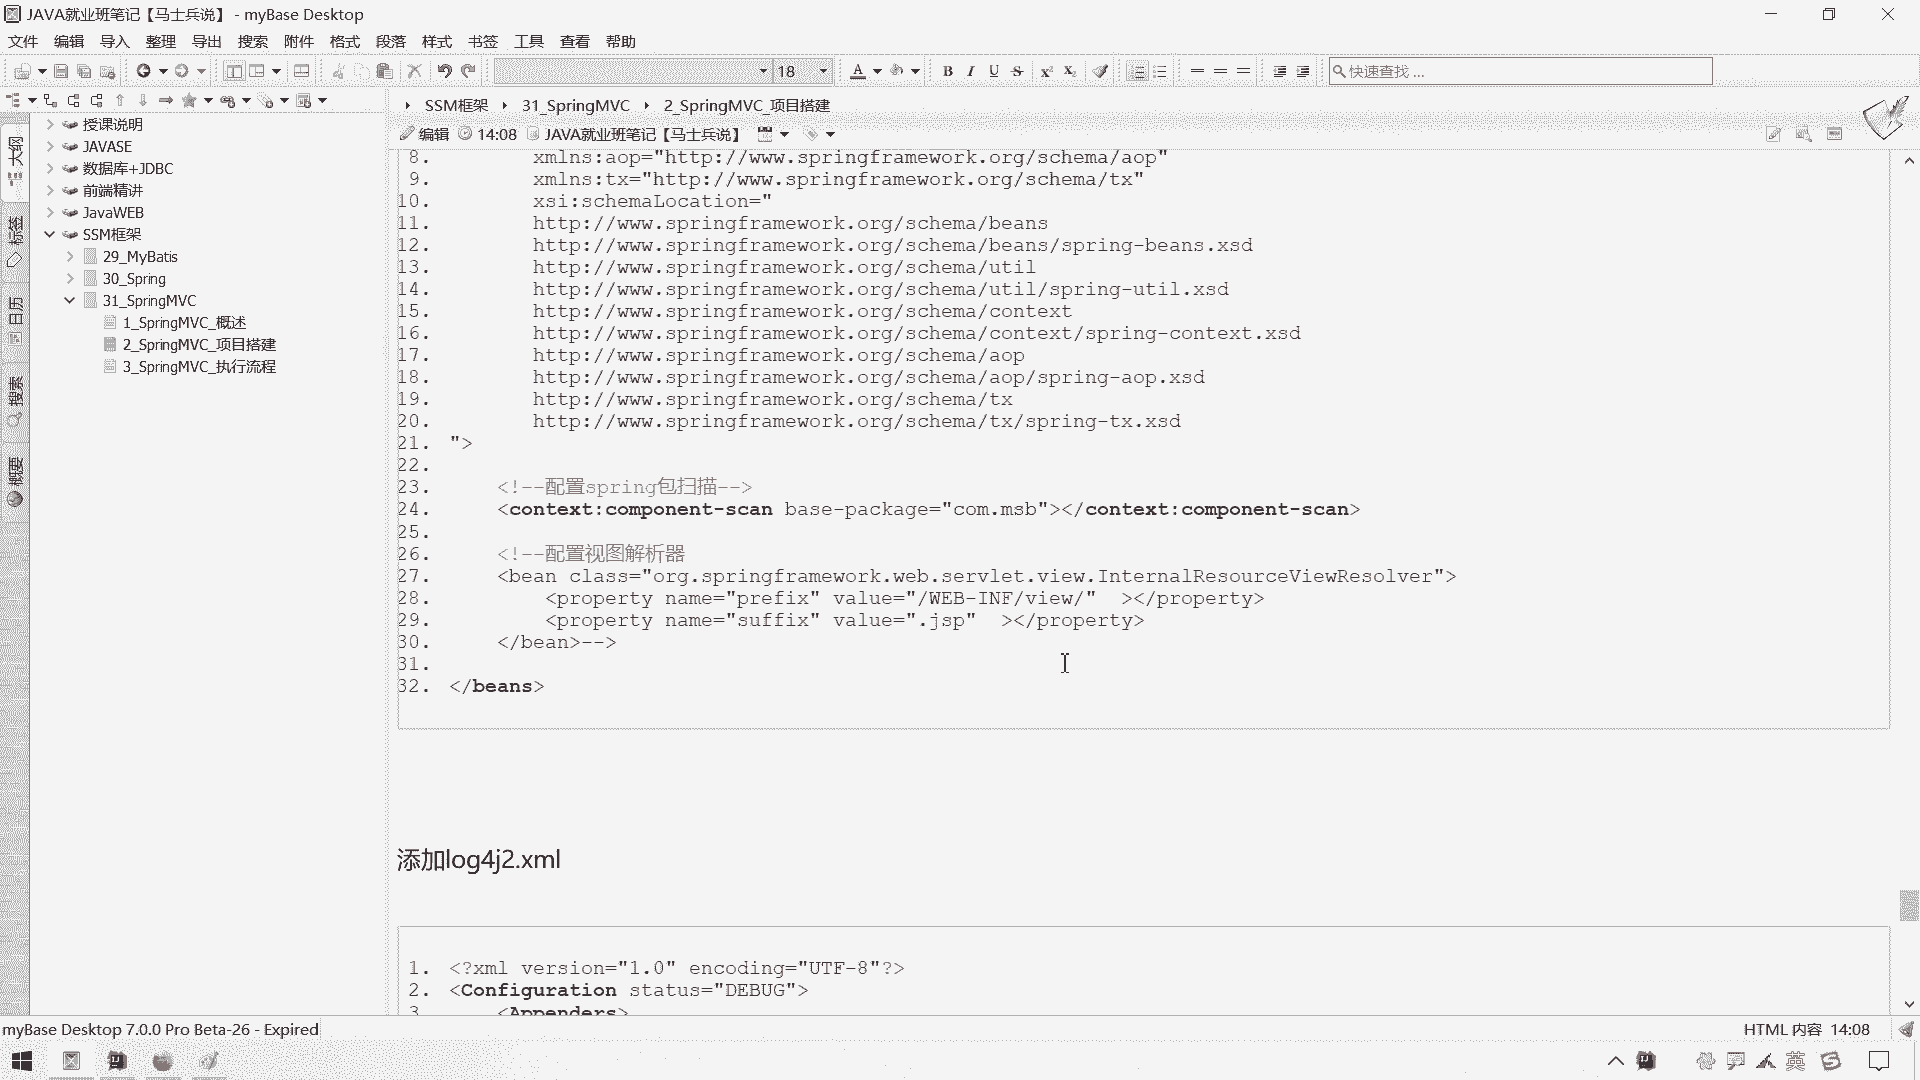 JAVA就业班笔记【马士兵说】 - myBase Desktop
文件 编辑 导入 整理 导出 搜索 附件 格式 段落 样式 书签 工具 查看 帮助
18
快速查找 ...
SSM框架 31_SpringMVC 2_SpringMVC_项目搭建
编辑 14:08 JAVA就业班笔记【马士兵说】
大纲
标签
日历
搜索
概要
授课说明
JAVASE
数据库+JDBC
前端精讲
JavaWEB
SSM框架
29_MyBatis
30_Spring
31_SpringMVC
1_SpringMVC_概述
2_SpringMVC_项目搭建
3_SpringMVC_执行流程
8. xmlns:aop="http://www.springframework.org/schema/aop"
9. xmlns:tx="http://www.springframework.org/schema/tx"
10. xsi:schemaLocation="
11. http://www.springframework.org/schema/beans
12. http://www.springframework.org/schema/beans/spring-beans.xsd
13. http://www.springframework.org/schema/util
14. http://www.springframework.org/schema/util/spring-util.xsd
15. http://www.springframework.org/schema/context
16. http://www.springframework.org/schema/context/spring-context.xsd
17. http://www.springframework.org/schema/aop
18. http://www.springframework.org/schema/aop/spring-aop.xsd
19. http://www.springframework.org/schema/tx
20. http://www.springframework.org/schema/tx/spring-tx.xsd
21. ">
22.
23. <!--配置spring包扫描-->
24. <context:component-scan base-package="com.msb"></context:component-scan>
25.
26. <!--配置视图解析器
27. <bean class="org.springframework.web.servlet.view.InternalResourceViewResolver">
28. <property name="prefix" value="/WEB-INF/view/"  ></property>
29. <property name="suffix" value=".jsp"  ></property>
30. </bean>-->
31.
32. </beans>
添加log4j2.xml
1. <?xml version="1.0" encoding="UTF-8"?>
2. <Configuration status="DEBUG">
3. <Appenders>
myBase Desktop 7.0.0 Pro Beta-26 - Expired
HTML 内容 14:08
英